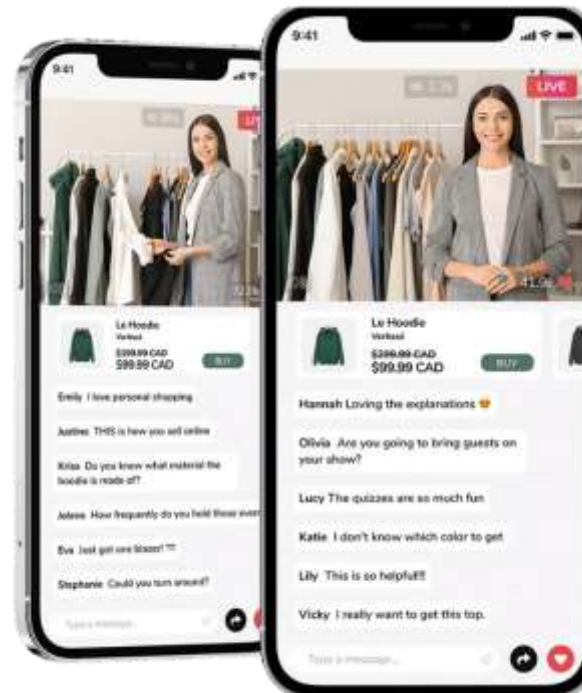 9:41
Le Hoodie
$399.99 CAD
$99.99 CAD
BUY
Emily I love personal shopping
Justine THIS is how you sell online
Do you know what material the
hoodie is made of?
How frequently do you hold these
Eva Just got one blazer!
Stephanie Could you turn around?
Type a message...
9:41
LIVE
41.9k
Le Hoodie
$299.99 CAD
$99.99 CAD
BUY
Hannah Loving the explanations 😍
Olivia Are you going to bring guests on
your show?
Lucy The quizzes are so much fun
Katie I don't know which color to get
Lily This is so helpful!!!
Vicky I really want to get this top.
Type a message...